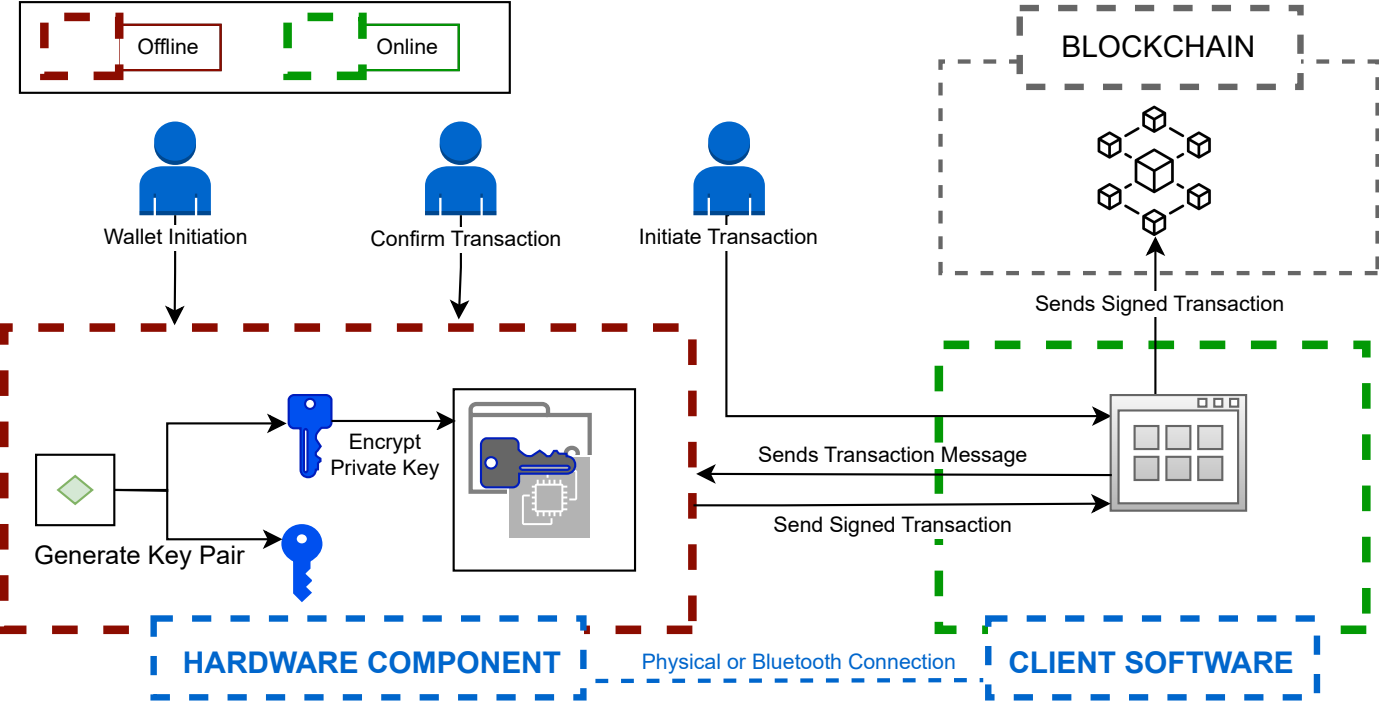 Offline
Online
BLOCKCHAIN
Wallet Initiation
Confirm Transaction
Initiate Transaction
Sends Signed Transaction
Encrypt
Private Key
Sends Transaction Message
Send Signed Transaction
Generate Key Pair
HARDWARE COMPONENT
Physical or Bluetooth Connection
CLIENT SOFTWARE